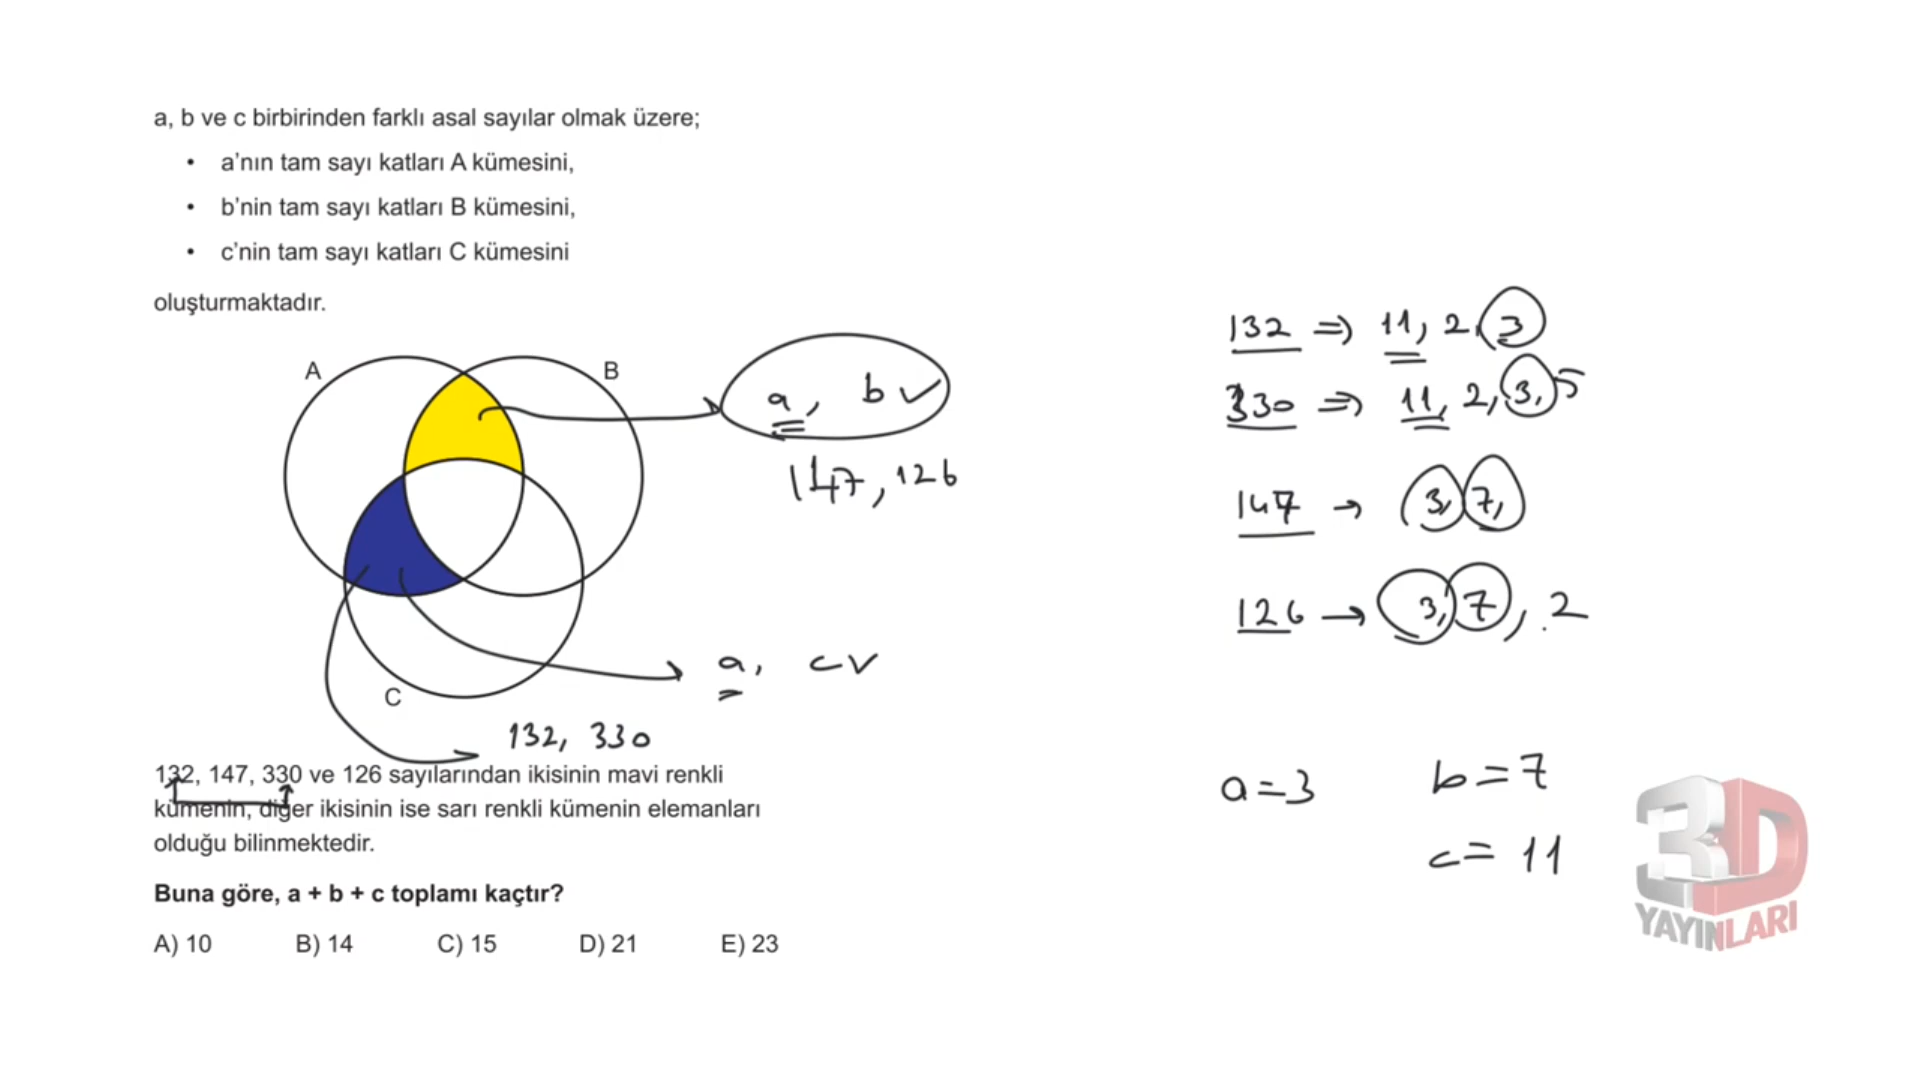 a, b ve c birbirinden farklı asal sayılar olmak üzere;
• a’nın tam sayı katları A kümesini,
• b’nin tam sayı katları B kümesini,
• c’nin tam sayı katları C kümesini
oluşturmaktadır.
A
B
C
a, b ✓
147, 126
a, c ✓
132, 330
132, 147, 330 ve 126 sayılarından ikisinin mavi renkli
kümenin, diğer ikisinin ise sarı renkli kümenin elemanları
olduğu bilinmektedir.
Buna göre, a + b + c toplamı kaçtır?
A) 10 B) 14 C) 15 D) 21 E) 23
132 ⇒ 11, 2, 3
330 ⇒ 11, 2, 3, 5
147 → 3, 7,
126 → 3, 7, 2
a=3 b=7
c= 11
3D
YAYINLARI